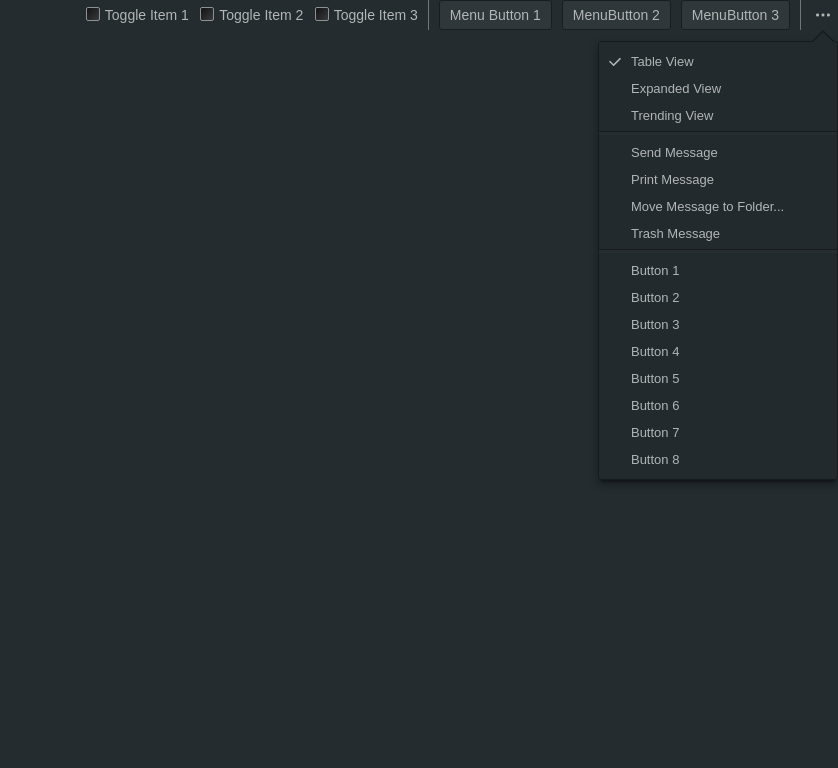 Toggle Item 1 Toggle Item 2 Toggle Item 3 Menu Button 1 MenuButton 2 MenuButton 3
Table View
Expanded View
Trending View
Send Message
Print Message
Move Message to Folder...
Trash Message
Button 1
Button 2
Button 3
Button 4
Button 5
Button 6
Button 7
Button 8